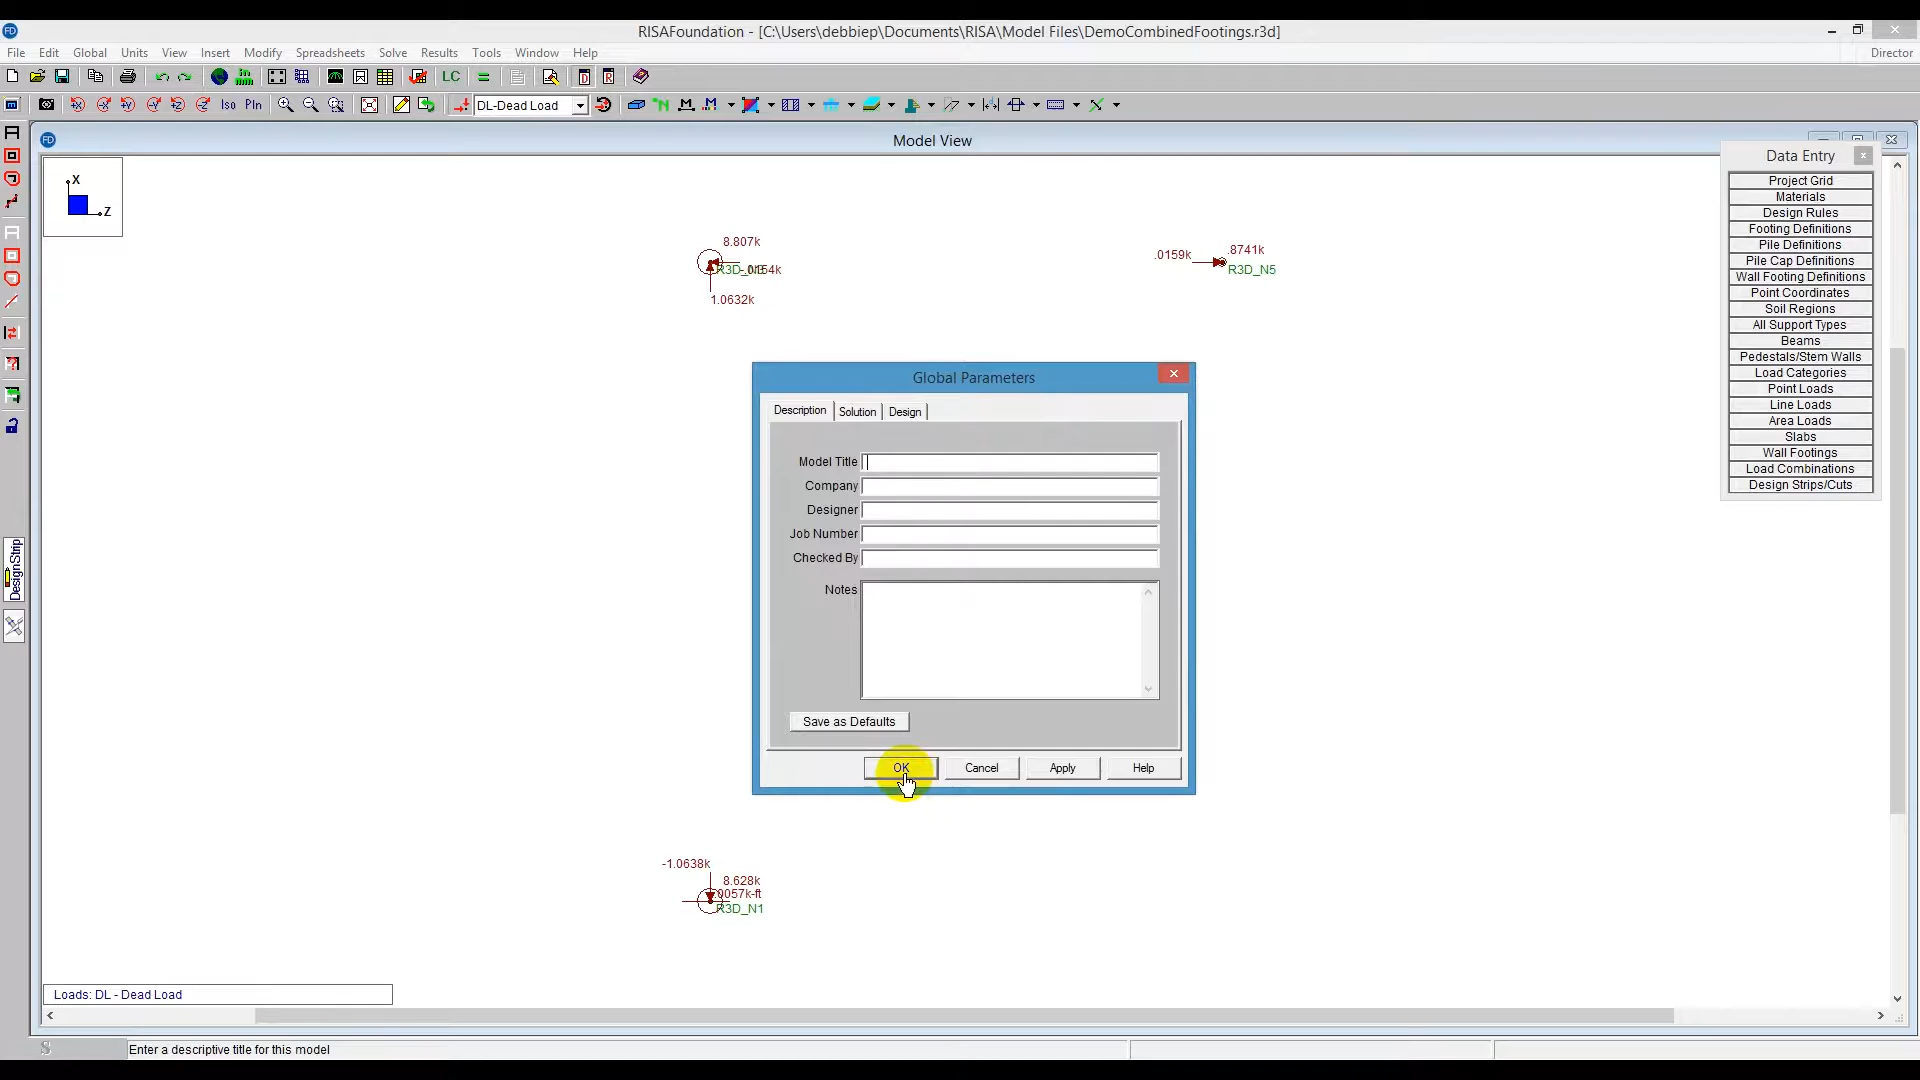 RISAFoundation - [C:\Users\debbiep\Documents\RISA\Model Files\DemoCombinedFootings.r3d]
File Edit Global Units View Insert Modify Spreadsheets Solve Results Tools Window Help Director
LC
Iso Pln DL-Dead Load
Model View
X
Z
Data Entry
Project Grid
Materials
Design Rules
Footing Definitions
Pile Definitions
Pile Cap Definitions
Wall Footing Definitions
Point Coordinates
Soil Regions
All Support Types
Beams
Pedestals/Stem Walls
Load Categories
Point Loads
Line Loads
Area Loads
Slabs
Wall Footings
Load Combinations
Design Strips/Cuts
8.807k
1.0632k
.0159k
.8741k
R3D_N5
Global Parameters
Description Solution Design
Model Title
Company
Designer
Job Number
Checked By
Notes
Save as Defaults
OK Cancel Apply Help
DesignStrip
-1.0638k
8.628k
.0057k-ft
R3D_N1
Loads: DL - Dead Load
Enter a descriptive title for this model